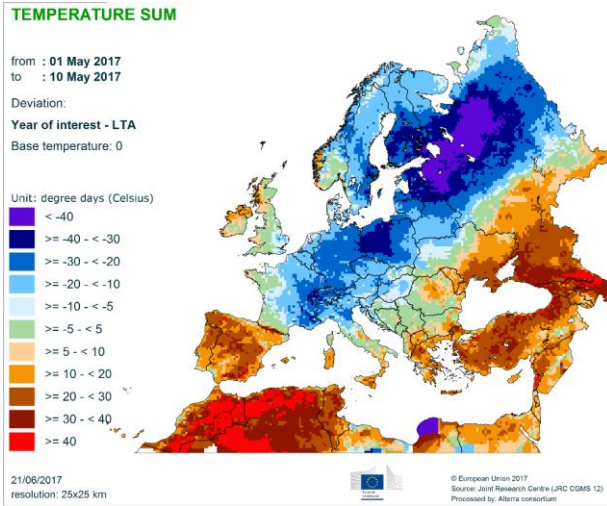 TEMPERATURE SUM
from : 01 May 2017
to : 10 May 2017
Deviation:
Year of interest - LTA
Base temperature: 0
Unit: degree days (Celsius)
< -40
>= -40 - < -30
>= -30 - < -20
>= -20 - < -10
>= -10 - < -5
>= -5 - < 5
>= 5 - < 10
>= 10 - < 20
>= 20 - < 30
>= 30 - < 40
>= 40
21/06/2017
resolution: 25x25 km
European
Commission
© European Union 2017
Source: Joint Research Centre (JRC CGMS 12)
Processed by: Alterra consortium